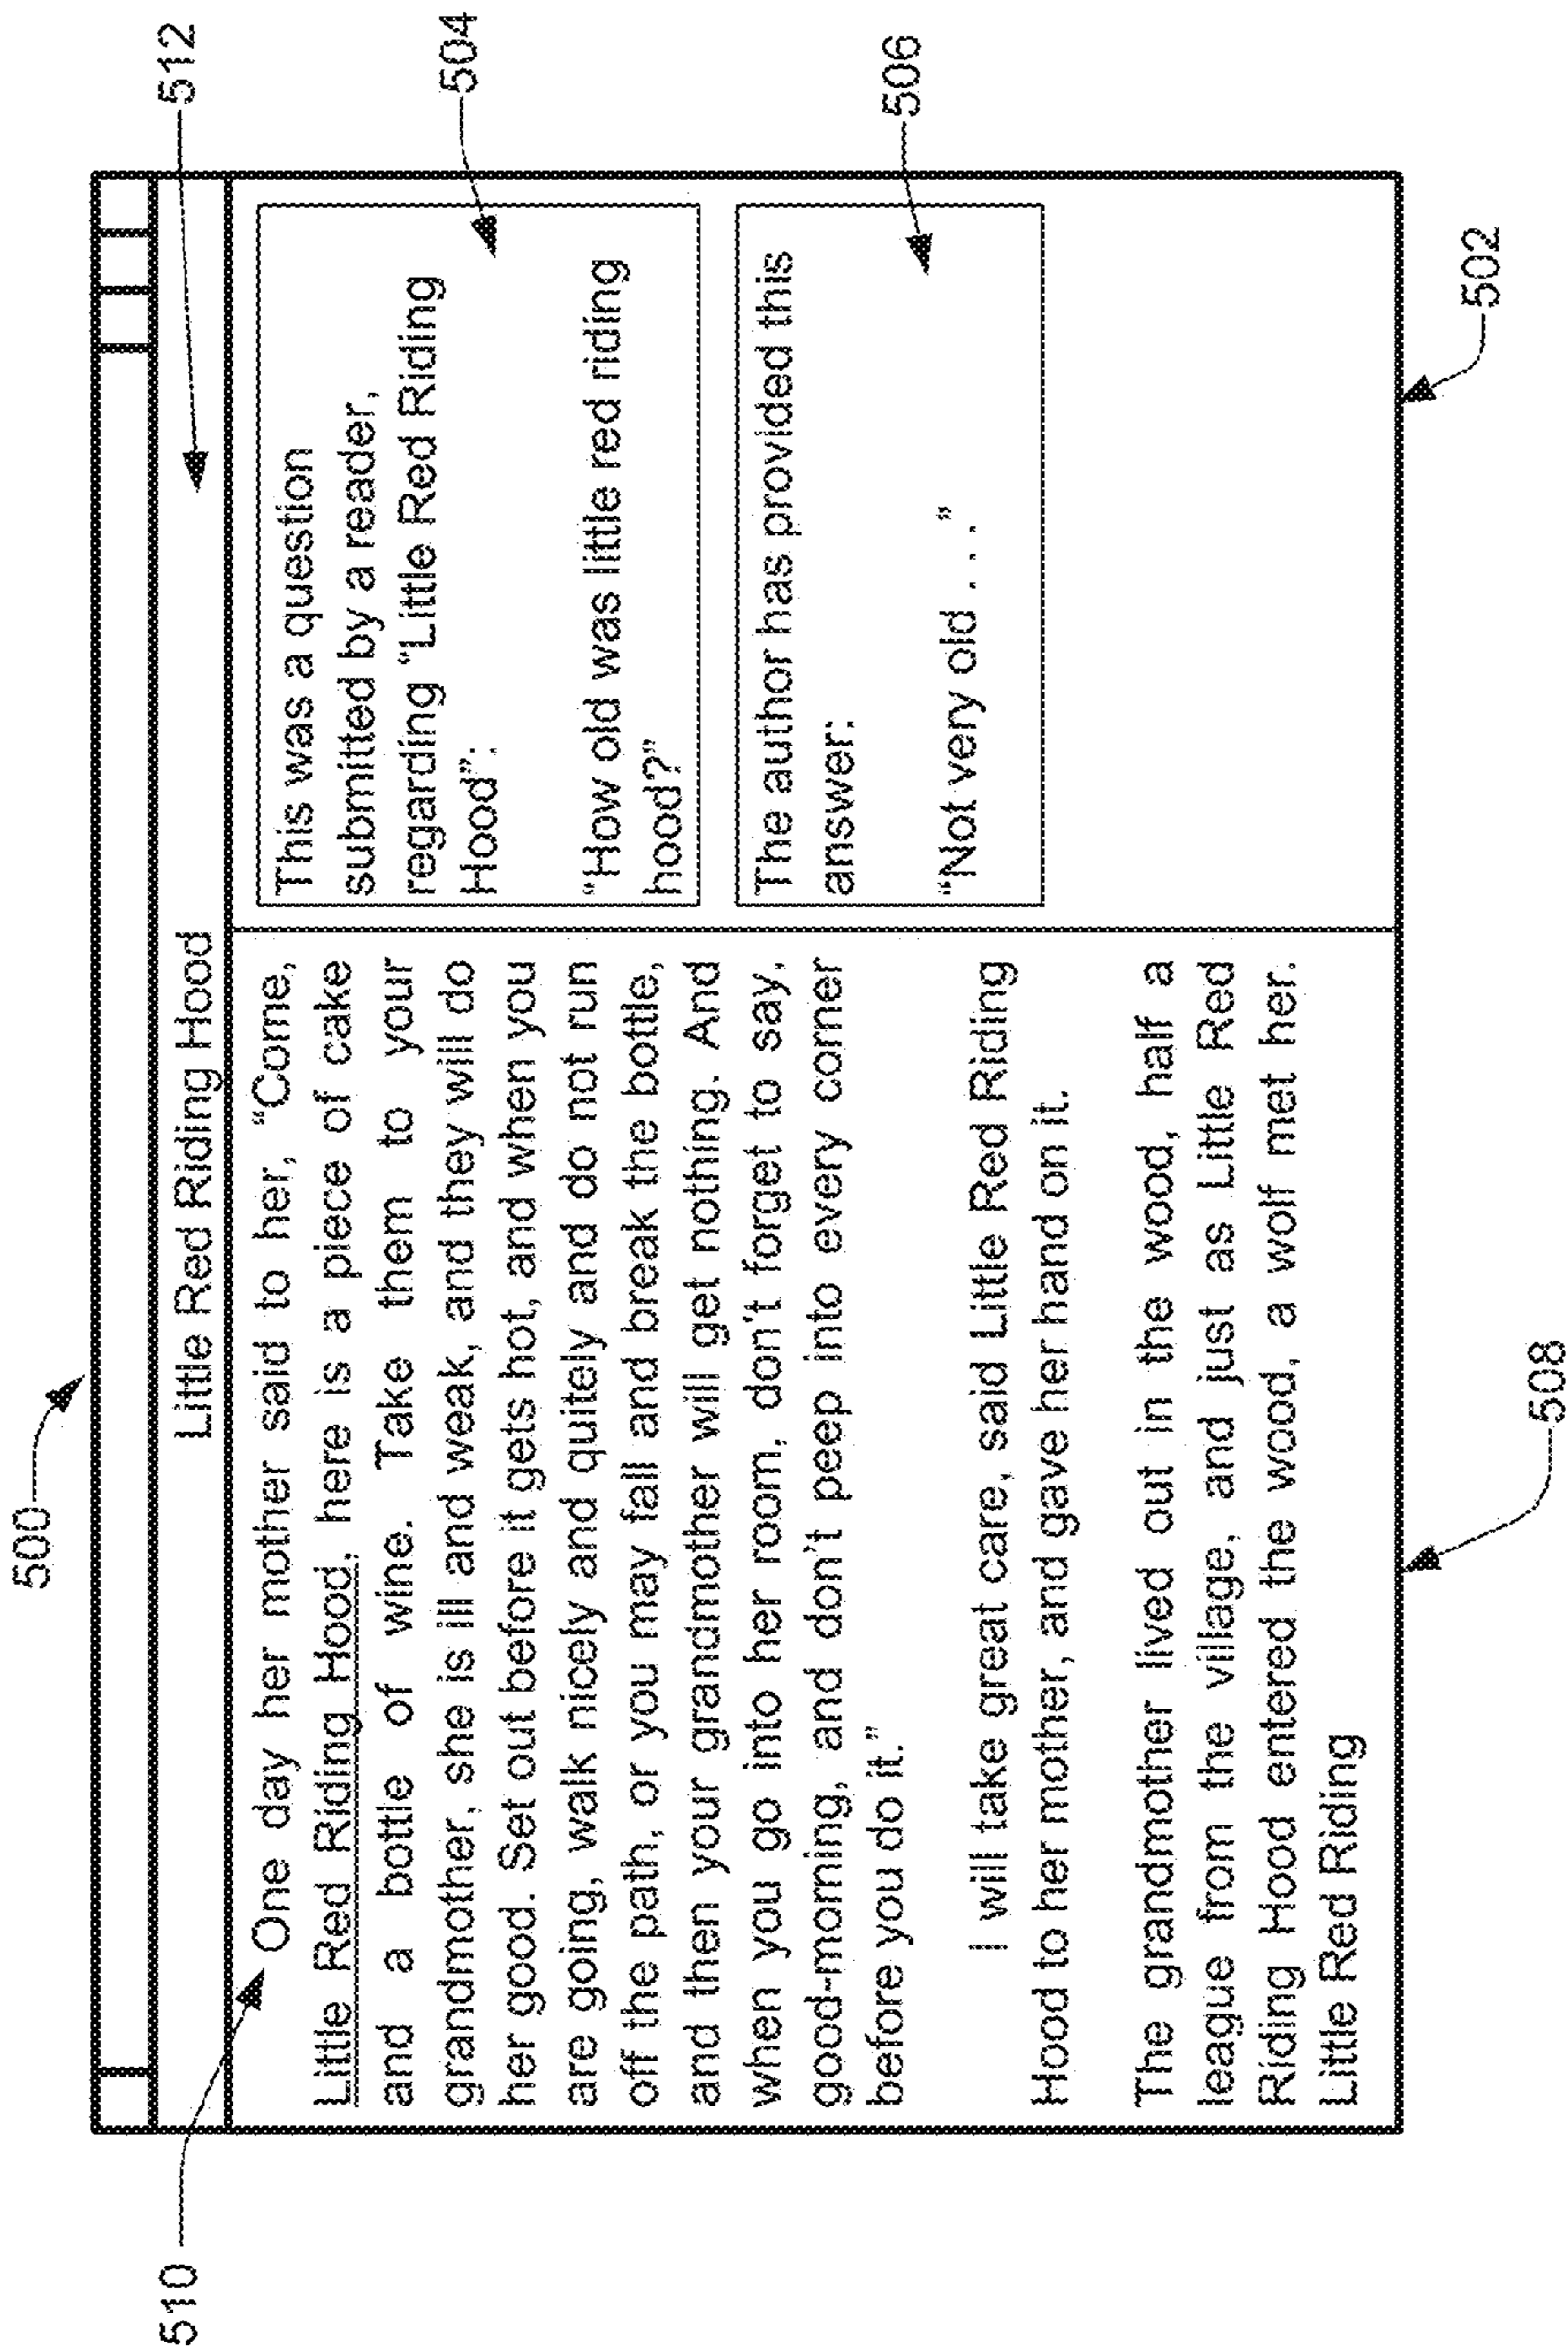 500
512
Little Red Riding Hood
510
One day her mother said to her, "Come,
Little Red Riding Hood, here is a piece of cake
and a bottle of wine. Take them to your
grandmother, she is ill and weak, and they will do
her good. Set out before it gets hot, and when you
are going, walk nicely and quitely and do not run
off the path, or you may fall and break the bottle,
and then your grandmother will get nothing. And
when you go into her room, don't forget to say,
good-morning, and don't peep into every corner
before you do it."
I will take great care, said Little Red Riding
Hood to her mother, and gave her hand on it.
The grandmother lived out in the wood, half a
league from the village, and just as Little Red
Riding Hood entered the wood, a wolf met her.
Little Red Riding
This was a question
submitted by a reader,
regarding "Little Red Riding
Hood":
"How old was little red riding
hood?"
504
The author has provided this
answer:
"Not very old . . ."
506
508
502